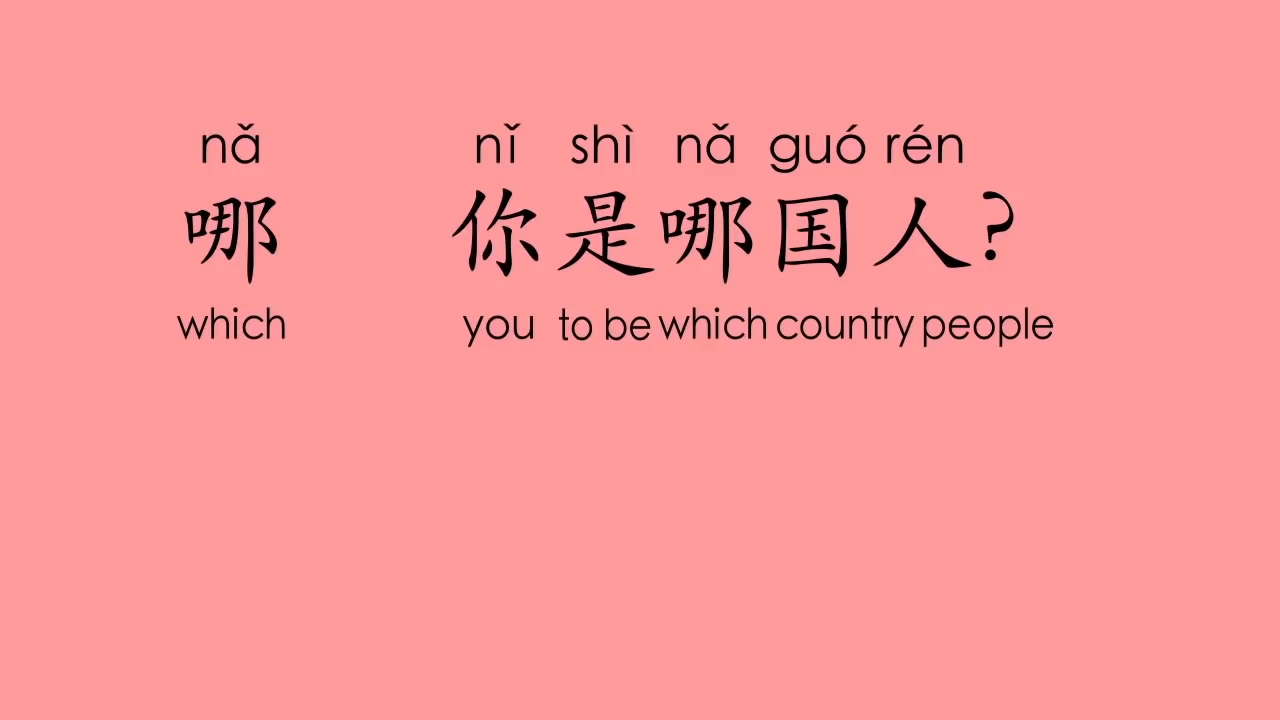 nǎ nǐ shì nǎ guó rén
哪 你是哪国人?
which you to be which country people